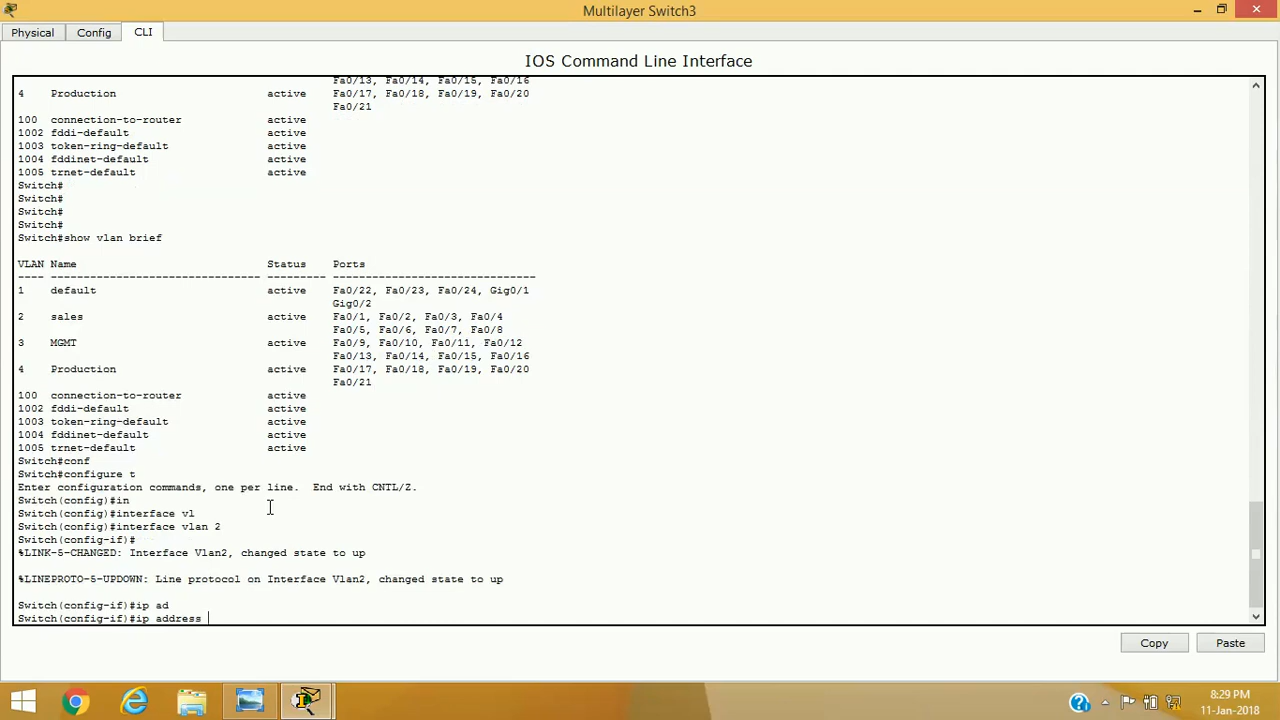 Multilayer Switch3
Physical Config CLI
IOS Command Line Interface
Fa0/13, Fa0/14, Fa0/15, Fa0/16
4 Production active Fa0/17, Fa0/18, Fa0/19, Fa0/20
Fa0/21
100 connection-to-router active
1002 fddi-default active
1003 token-ring-default active
1004 fddinet-default active
1005 trnet-default active
Switch#
Switch#
Switch#
Switch#
Switch#show vlan brief
VLAN Name Status Ports
---- -------------------------------- --------- -------------------------------
1 default active Fa0/22, Fa0/23, Fa0/24, Gig0/1
Gig0/2
2 sales active Fa0/1, Fa0/2, Fa0/3, Fa0/4
Fa0/5, Fa0/6, Fa0/7, Fa0/8
3 MGMT active Fa0/9, Fa0/10, Fa0/11, Fa0/12
Fa0/13, Fa0/14, Fa0/15, Fa0/16
4 Production active Fa0/17, Fa0/18, Fa0/19, Fa0/20
Fa0/21
100 connection-to-router active
1002 fddi-default active
1003 token-ring-default active
1004 fddinet-default active
1005 trnet-default active
Switch#conf
Switch#configure t
Enter configuration commands, one per line. End with CNTL/Z.
Switch(config)#in
Switch(config)#interface vl
Switch(config)#interface vlan 2
Switch(config-if)#
%LINK-5-CHANGED: Interface Vlan2, changed state to up
%LINEPROTO-5-UPDOWN: Line protocol on Interface Vlan2, changed state to up
Switch(config-if)#ip ad
Switch(config-if)#ip address
Copy Paste
8:29 PM
11-Jan-2018